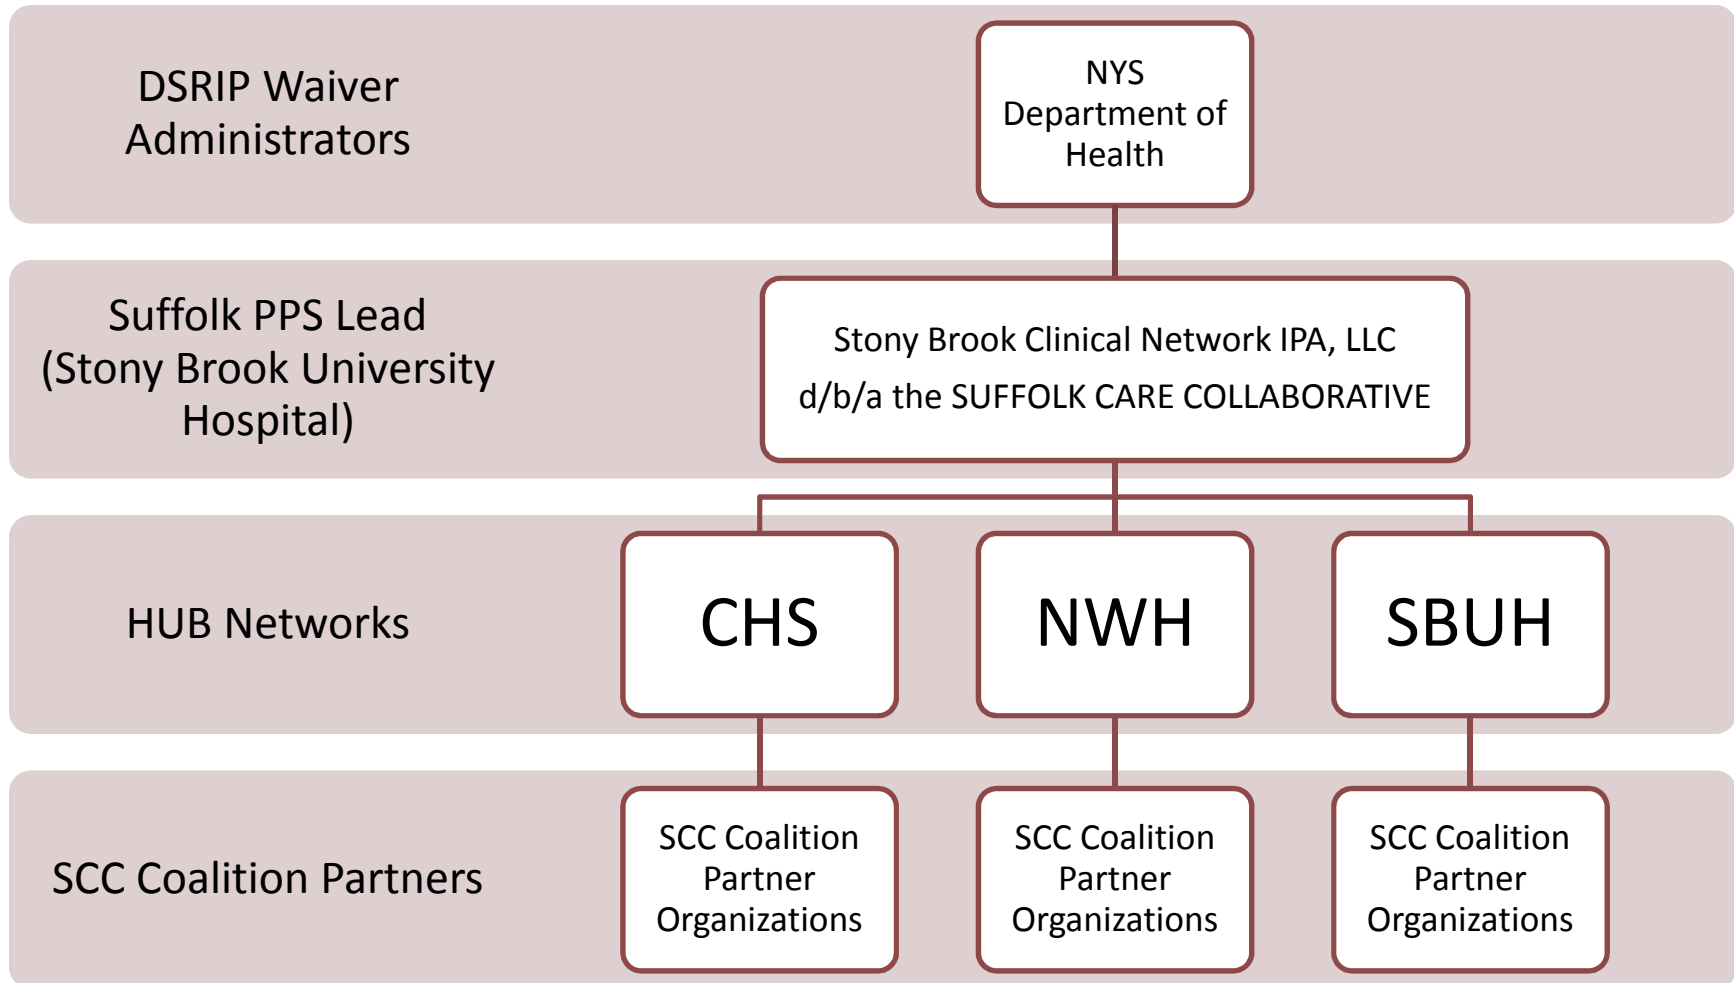 DSRIP Waiver
Administrators
NYS
Department of
Health
Suffolk PPS Lead
(Stony Brook University
Hospital)
Stony Brook Clinical Network IPA, LLC
d/b/a the SUFFOLK CARE COLLABORATIVE
HUB Networks
CHS
NWH
SBUH
SCC Coalition Partners
SCC Coalition
Partner
Organizations
SCC Coalition
Partner
Organizations
SCC Coalition
Partner
Organizations